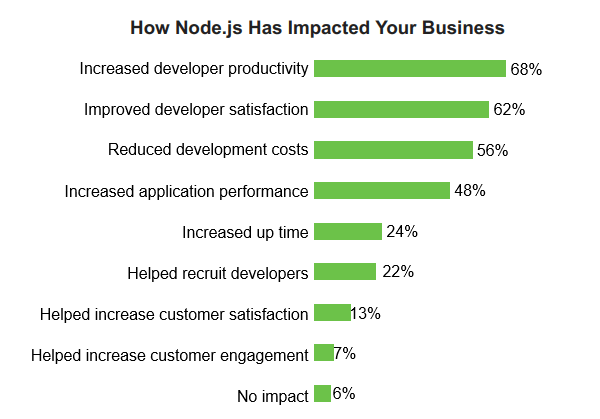 How Node.js Has Impacted Your Business
Increased developer productivity 68%
Improved developer satisfaction 62%
Reduced development costs 56%
Increased application performance 48%
Increased up time 24%
Helped recruit developers 22%
Helped increase customer satisfaction 13%
Helped increase customer engagement 7%
No impact 6%